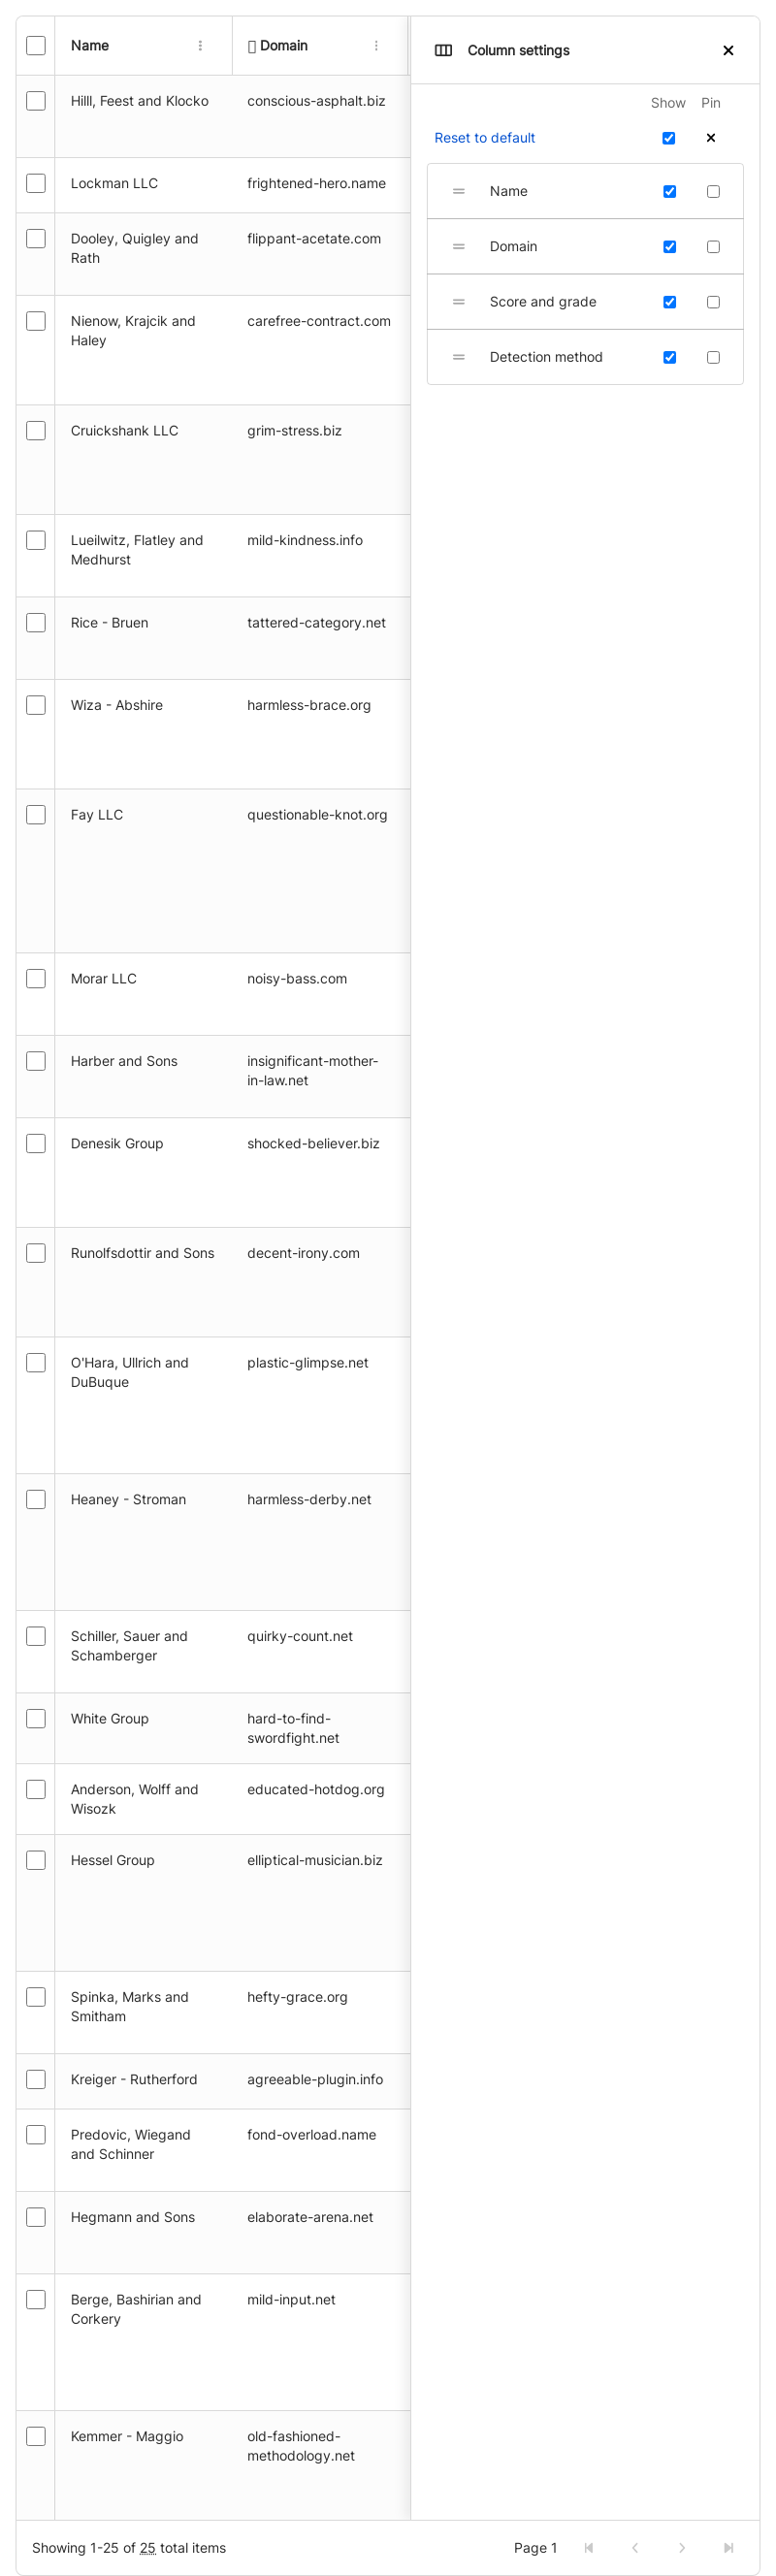 Name
Domain
Column settings
Show
Pin
Reset to default
Name
Domain
Score and grade
Detection method
Hilll, Feest and Klocko
conscious-asphalt.biz
Lockman LLC
frightened-hero.name
Dooley, Quigley and
Rath
flippant-acetate.com
Nienow, Krajcik and
Haley
carefree-contract.com
Cruickshank LLC
grim-stress.biz
Lueilwitz, Flatley and
Medhurst
mild-kindness.info
Rice - Bruen
tattered-category.net
Wiza - Abshire
harmless-brace.org
Fay LLC
questionable-knot.org
Morar LLC
noisy-bass.com
Harber and Sons
insignificant-mother-
in-law.net
Denesik Group
shocked-believer.biz
Runolfsdottir and Sons
decent-irony.com
O'Hara, Ullrich and
DuBuque
plastic-glimpse.net
Heaney - Stroman
harmless-derby.net
Schiller, Sauer and
Schamberger
quirky-count.net
White Group
hard-to-find-
swordfight.net
Anderson, Wolff and
Wisozk
educated-hotdog.org
Hessel Group
elliptical-musician.biz
Spinka, Marks and
Smitham
hefty-grace.org
Kreiger - Rutherford
agreeable-plugin.info
Predovic, Wiegand
and Schinner
fond-overload.name
Hegmann and Sons
elaborate-arena.net
Berge, Bashirian and
Corkery
mild-input.net
Kemmer - Maggio
old-fashioned-
methodology.net
Showing 1-25 of 25 total items
Page 1